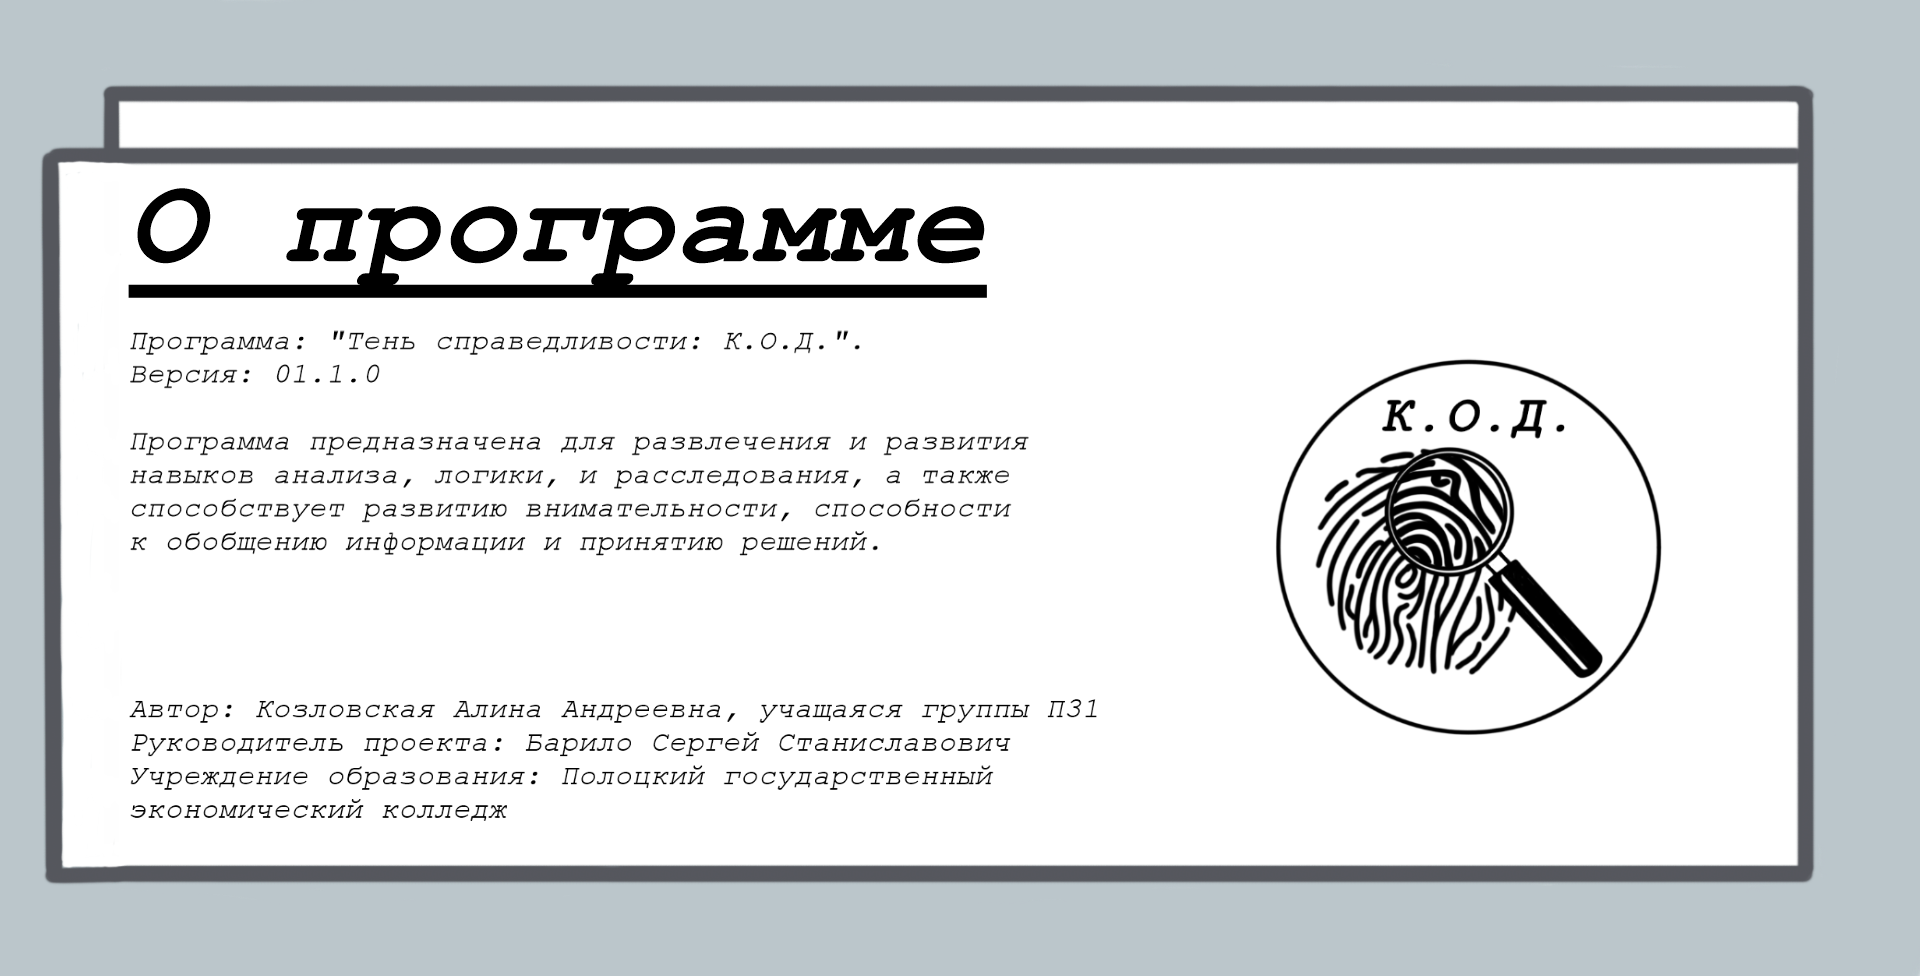 О программе
Программа: "Тень справедливости: К.О.Д.".
Версия: 01.1.0
Программа предназначена для развлечения и развития
навыков анализа, логики, и расследования, а также
способствует развитию внимательности, способности
к обобщению информации и принятию решений.
Автор: Козловская Алина Андреевна, учащаяся группы П31
Руководитель проекта: Барило Сергей Станиславович
Учреждение образования: Полоцкий государственный
экономический колледж
К.О.Д.